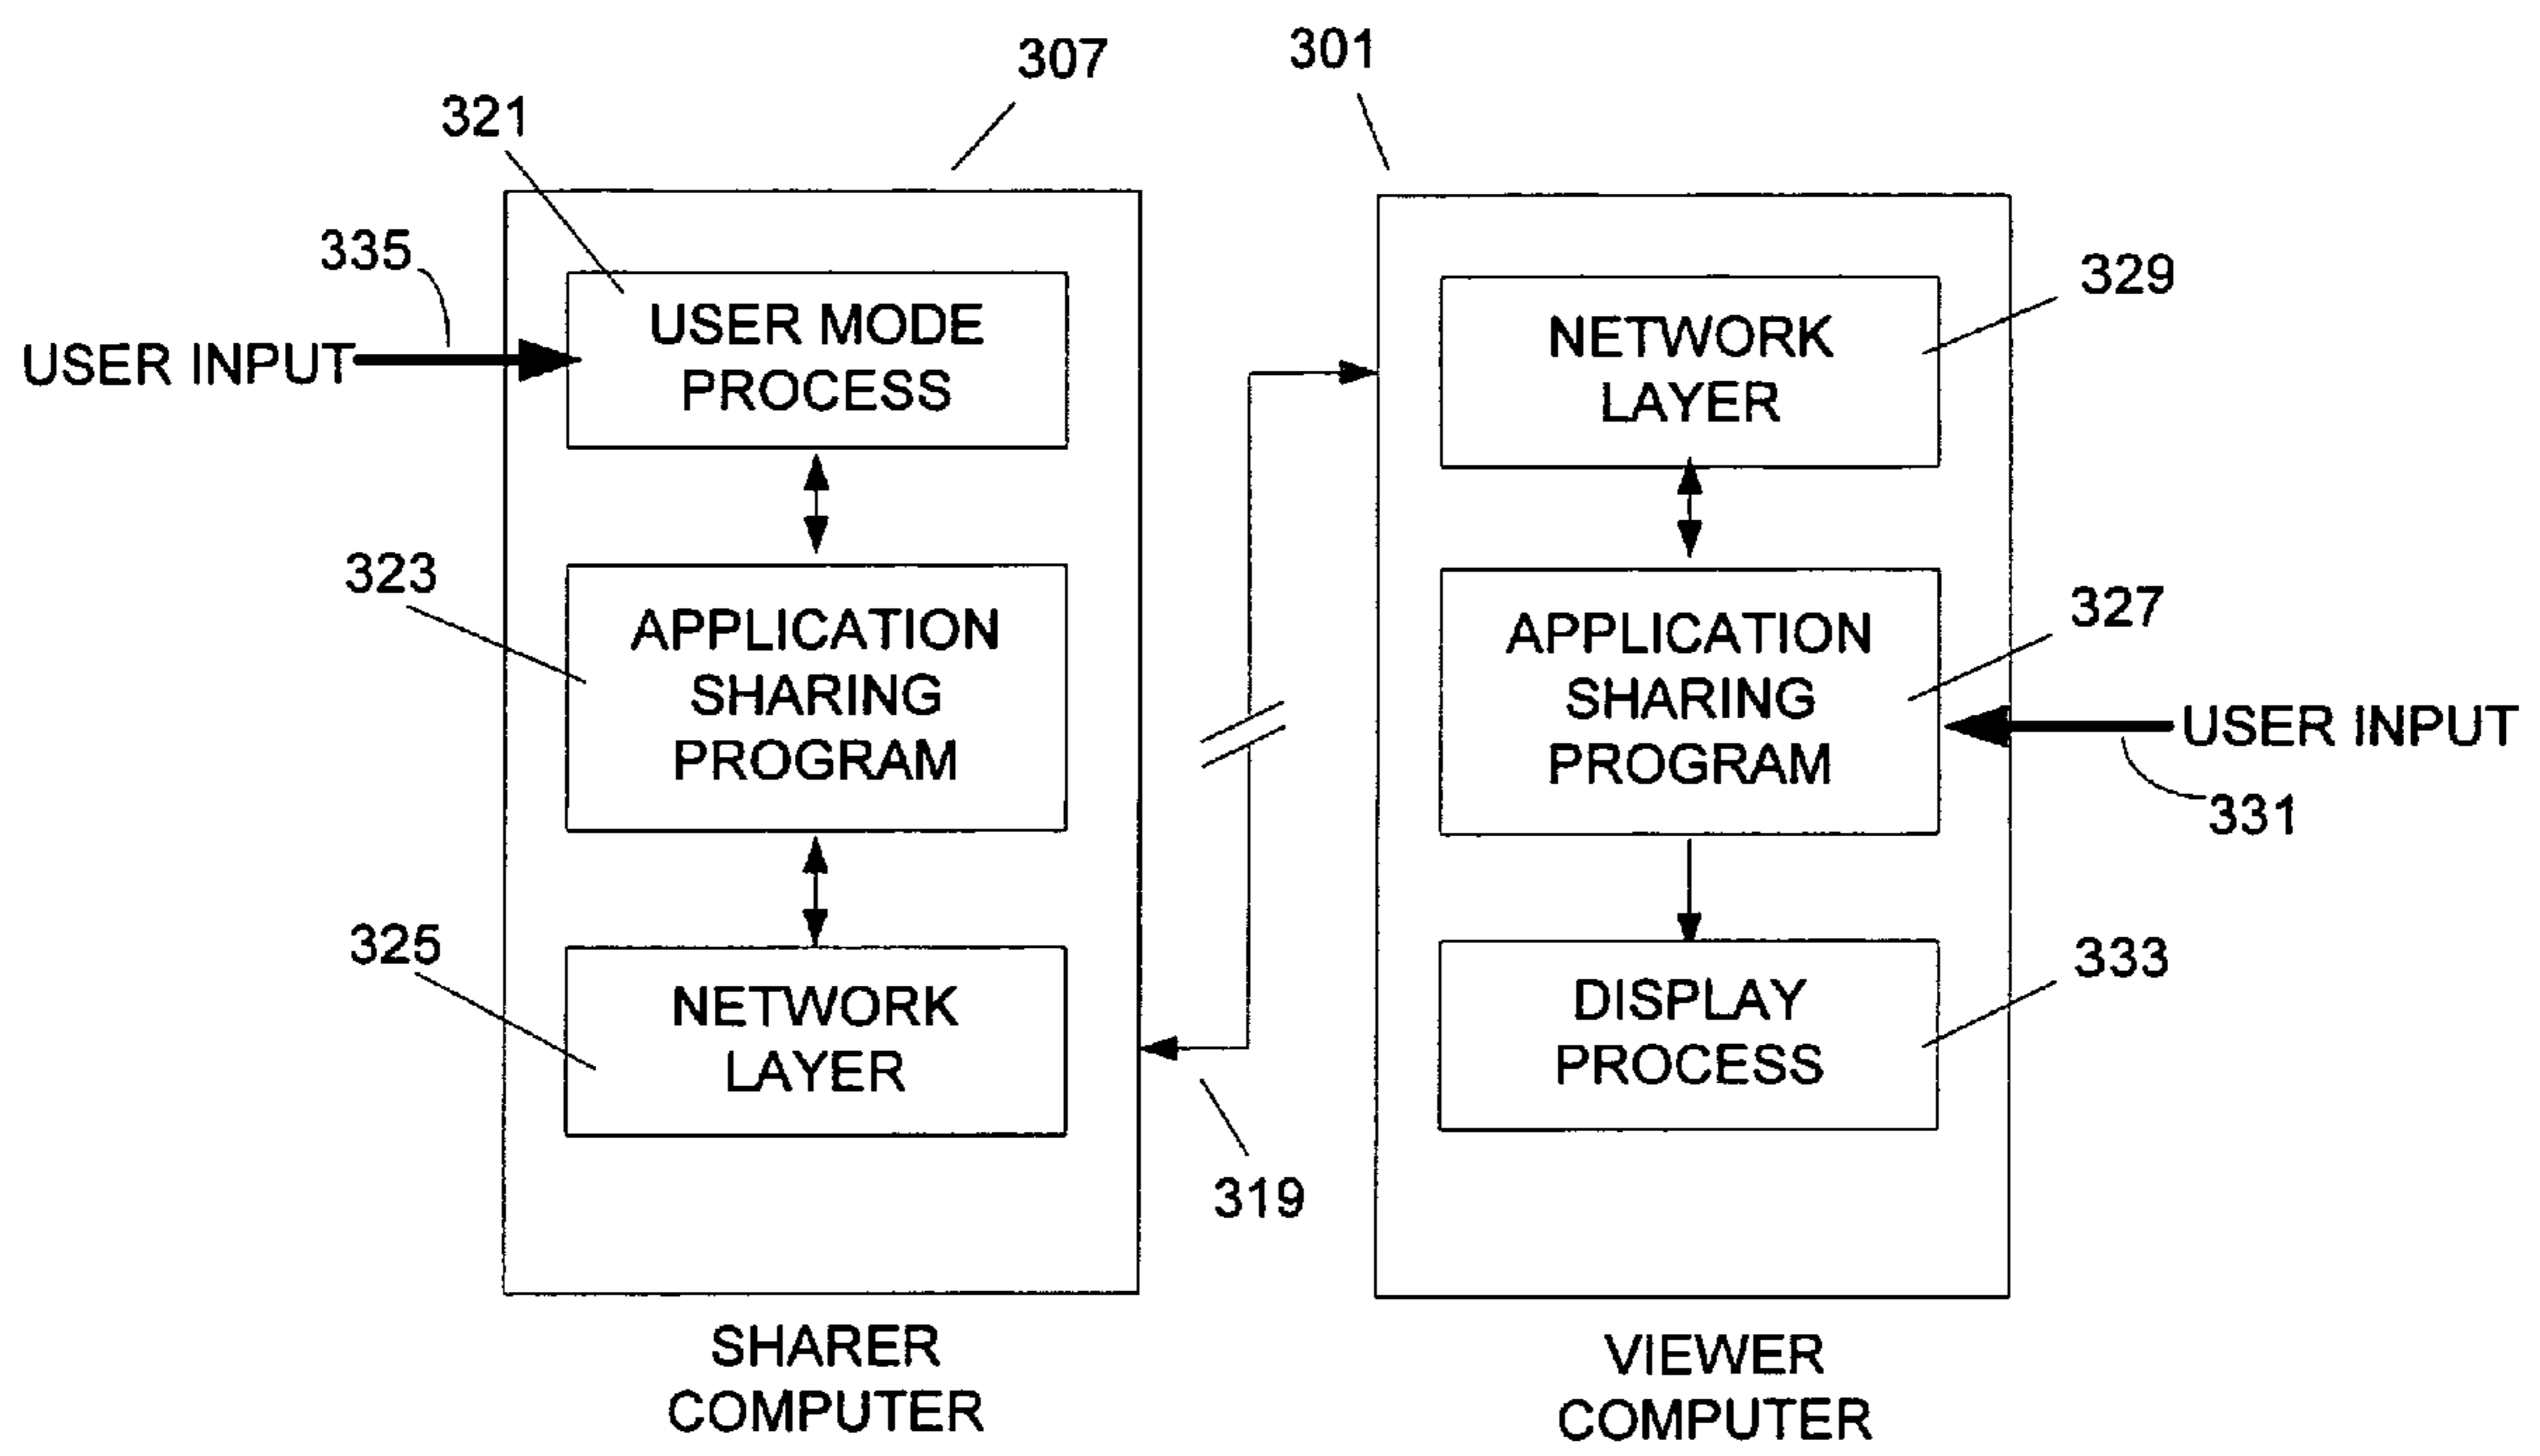 307
301
321
335
USER INPUT
USER MODE
PROCESS
323
APPLICATION
SHARING
PROGRAM
325
NETWORK
LAYER
319
SHARER
COMPUTER
329
NETWORK
LAYER
327
APPLICATION
SHARING
PROGRAM
USER INPUT
331
333
DISPLAY
PROCESS
VIEWER
COMPUTER